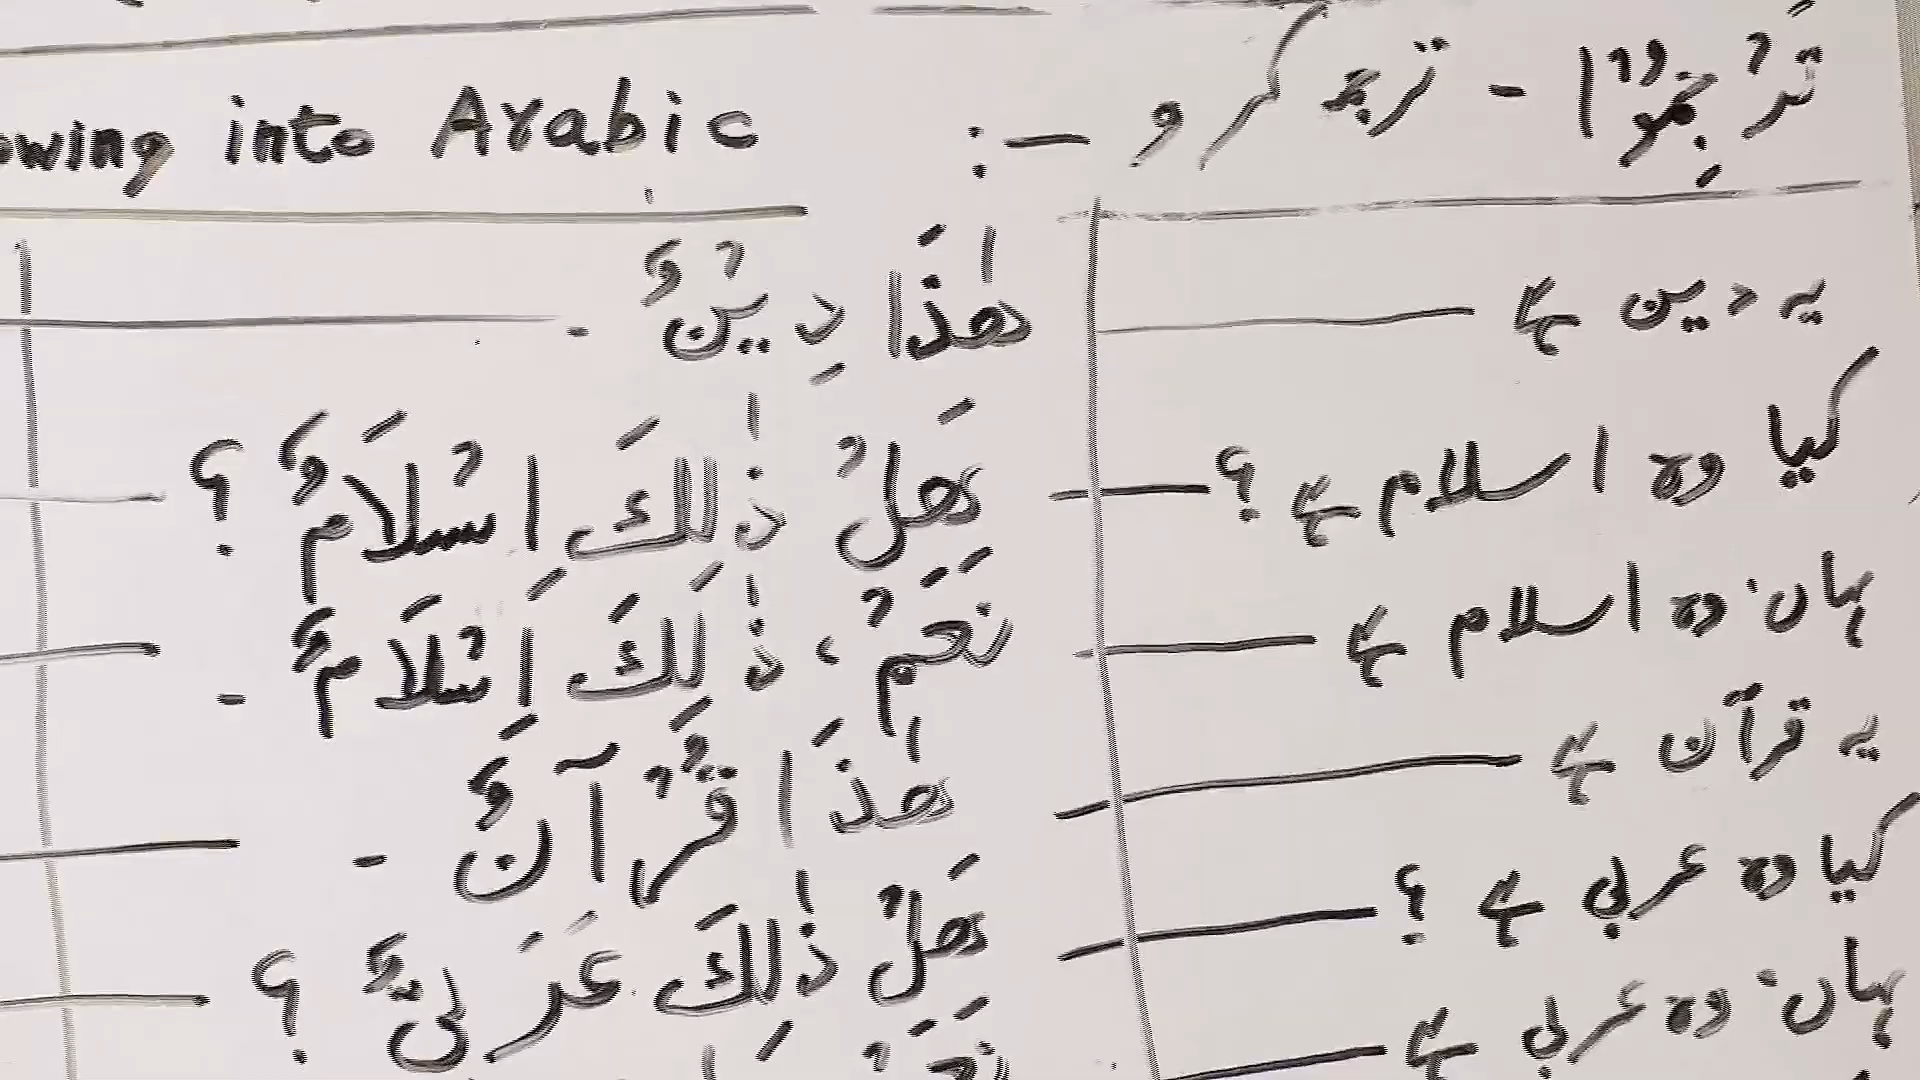 تَرْجِمُوْا - ترجمہ کرو :- owing into Arabic
یہ دین ہے — هٰذَا دِيْنٌ -
کیا وہ اسلام ہے ؟ — هَلْ ذٰلِكَ اِسْلَامٌ ؟
ہاں وہ اسلام ہے — نَعَمْ، ذٰلِكَ اِسْلَامٌ -
یہ قرآن ہے — هٰذَا قُرْآنٌ -
کیا وہ عربی ہے ؟ — هَلْ ذٰلِكَ عَرَبِيٌّ ؟
ہاں وہ عربی ہے —